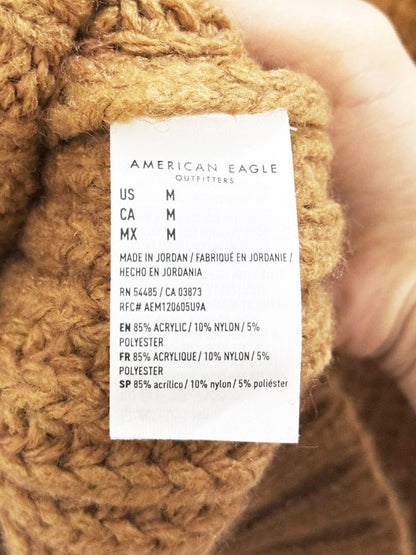 AMERICAN EAGLE
OUTFITTERS
US M
CA M
MX M
MADE IN JORDAN / FABRIQUÉ EN JORDANIE /
HECHO EN JORDANIA
RN 54485 / CA 03873
RFC# AEM120605U9A
EN 85% ACRYLIC / 10% NYLON / 5%
POLYESTER
FR 85% ACRYLIQUE / 10% NYLON / 5%
POLYESTER
SP 85% acrílico / 10% nylon / 5% poliéster